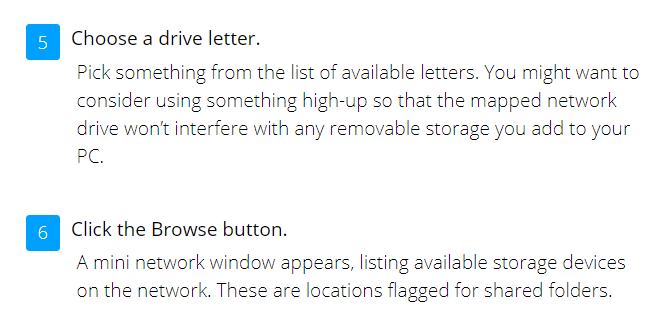 5 Choose a drive letter.
Pick something from the list of available letters. You might want to
consider using something high-up so that the mapped network
drive won’t interfere with any removable storage you add to your
PC.
6 Click the Browse button.
A mini network window appears, listing available storage devices
on the network. These are locations flagged for shared folders.